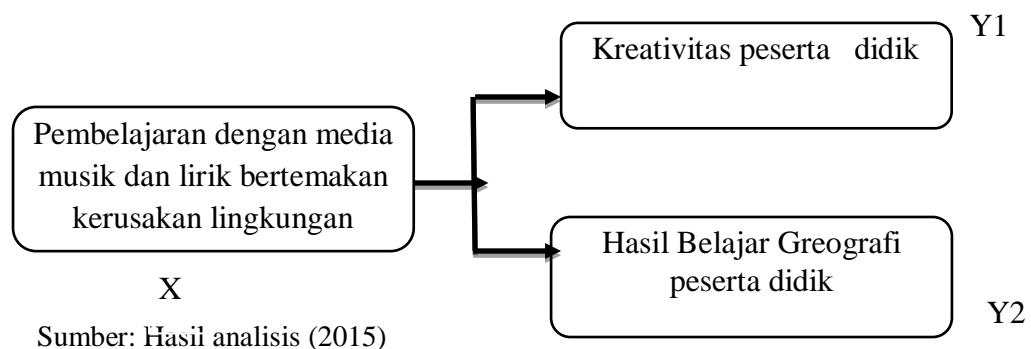 Y1
Kreativitas peserta didik
Pembelajaran dengan media
musik dan lirik bertemakan
kerusakan lingkungan
Hasil Belajar Greografi
peserta didik
X
Y2
Sumber: Hasil analisis (2015)